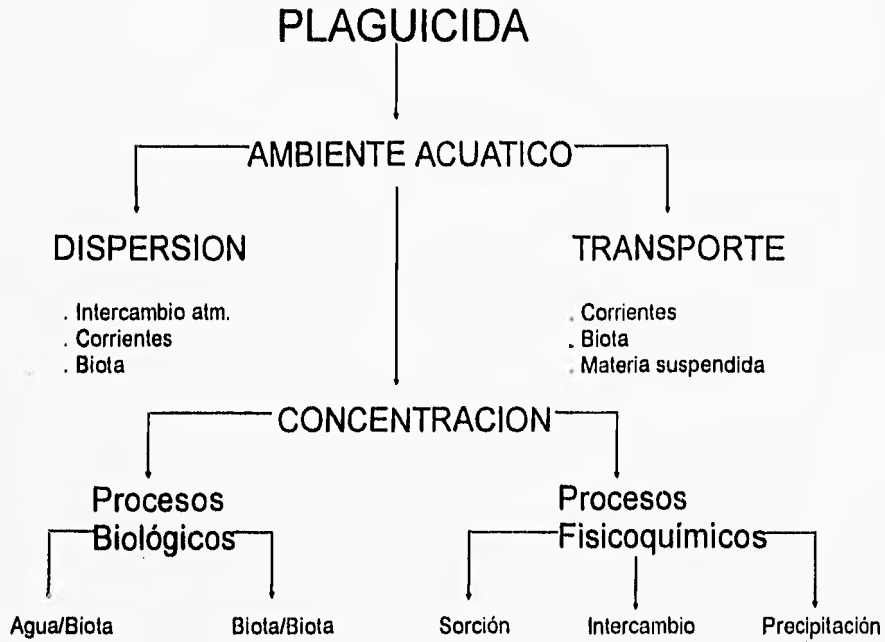 PLAGUICIDA
AMBIENTE ACUATICO
DISPERSION
. Intercambio atm.
. Corrientes
. Biota
TRANSPORTE
. Corrientes
. Biota
. Materia suspendida
CONCENTRACION
Procesos
Biológicos
Agua/Biota
Biota/Biota
Procesos
Fisicoquímicos
Sorción
Intercambio
Precipitación